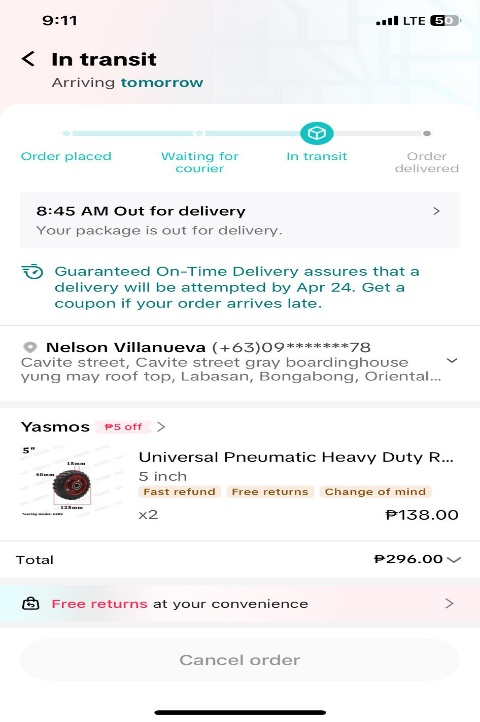 9:11
LTE 50
In transit
Arriving tomorrow
Order placed
Waiting for
courier
In transit
Order
delivered
8:45 AM Out for delivery
Your package is out for delivery.
Guaranteed On-Time Delivery assures that a
delivery will be attempted by Apr 24. Get a
coupon if your order arrives late.
Nelson Villanueva (+63)09*******78
Cavite street, Cavite street gray boardinghouse
yung may roof top, Labasan, Bongabong, Oriental...
Yasmos ₱5 off
5"
15mm
40mm
125mm
Universal Pneumatic Heavy Duty R...
5 inch
Fast refund Free returns Change of mind
x2 ₱138.00
Total ₱296.00
Free returns at your convenience
Cancel order